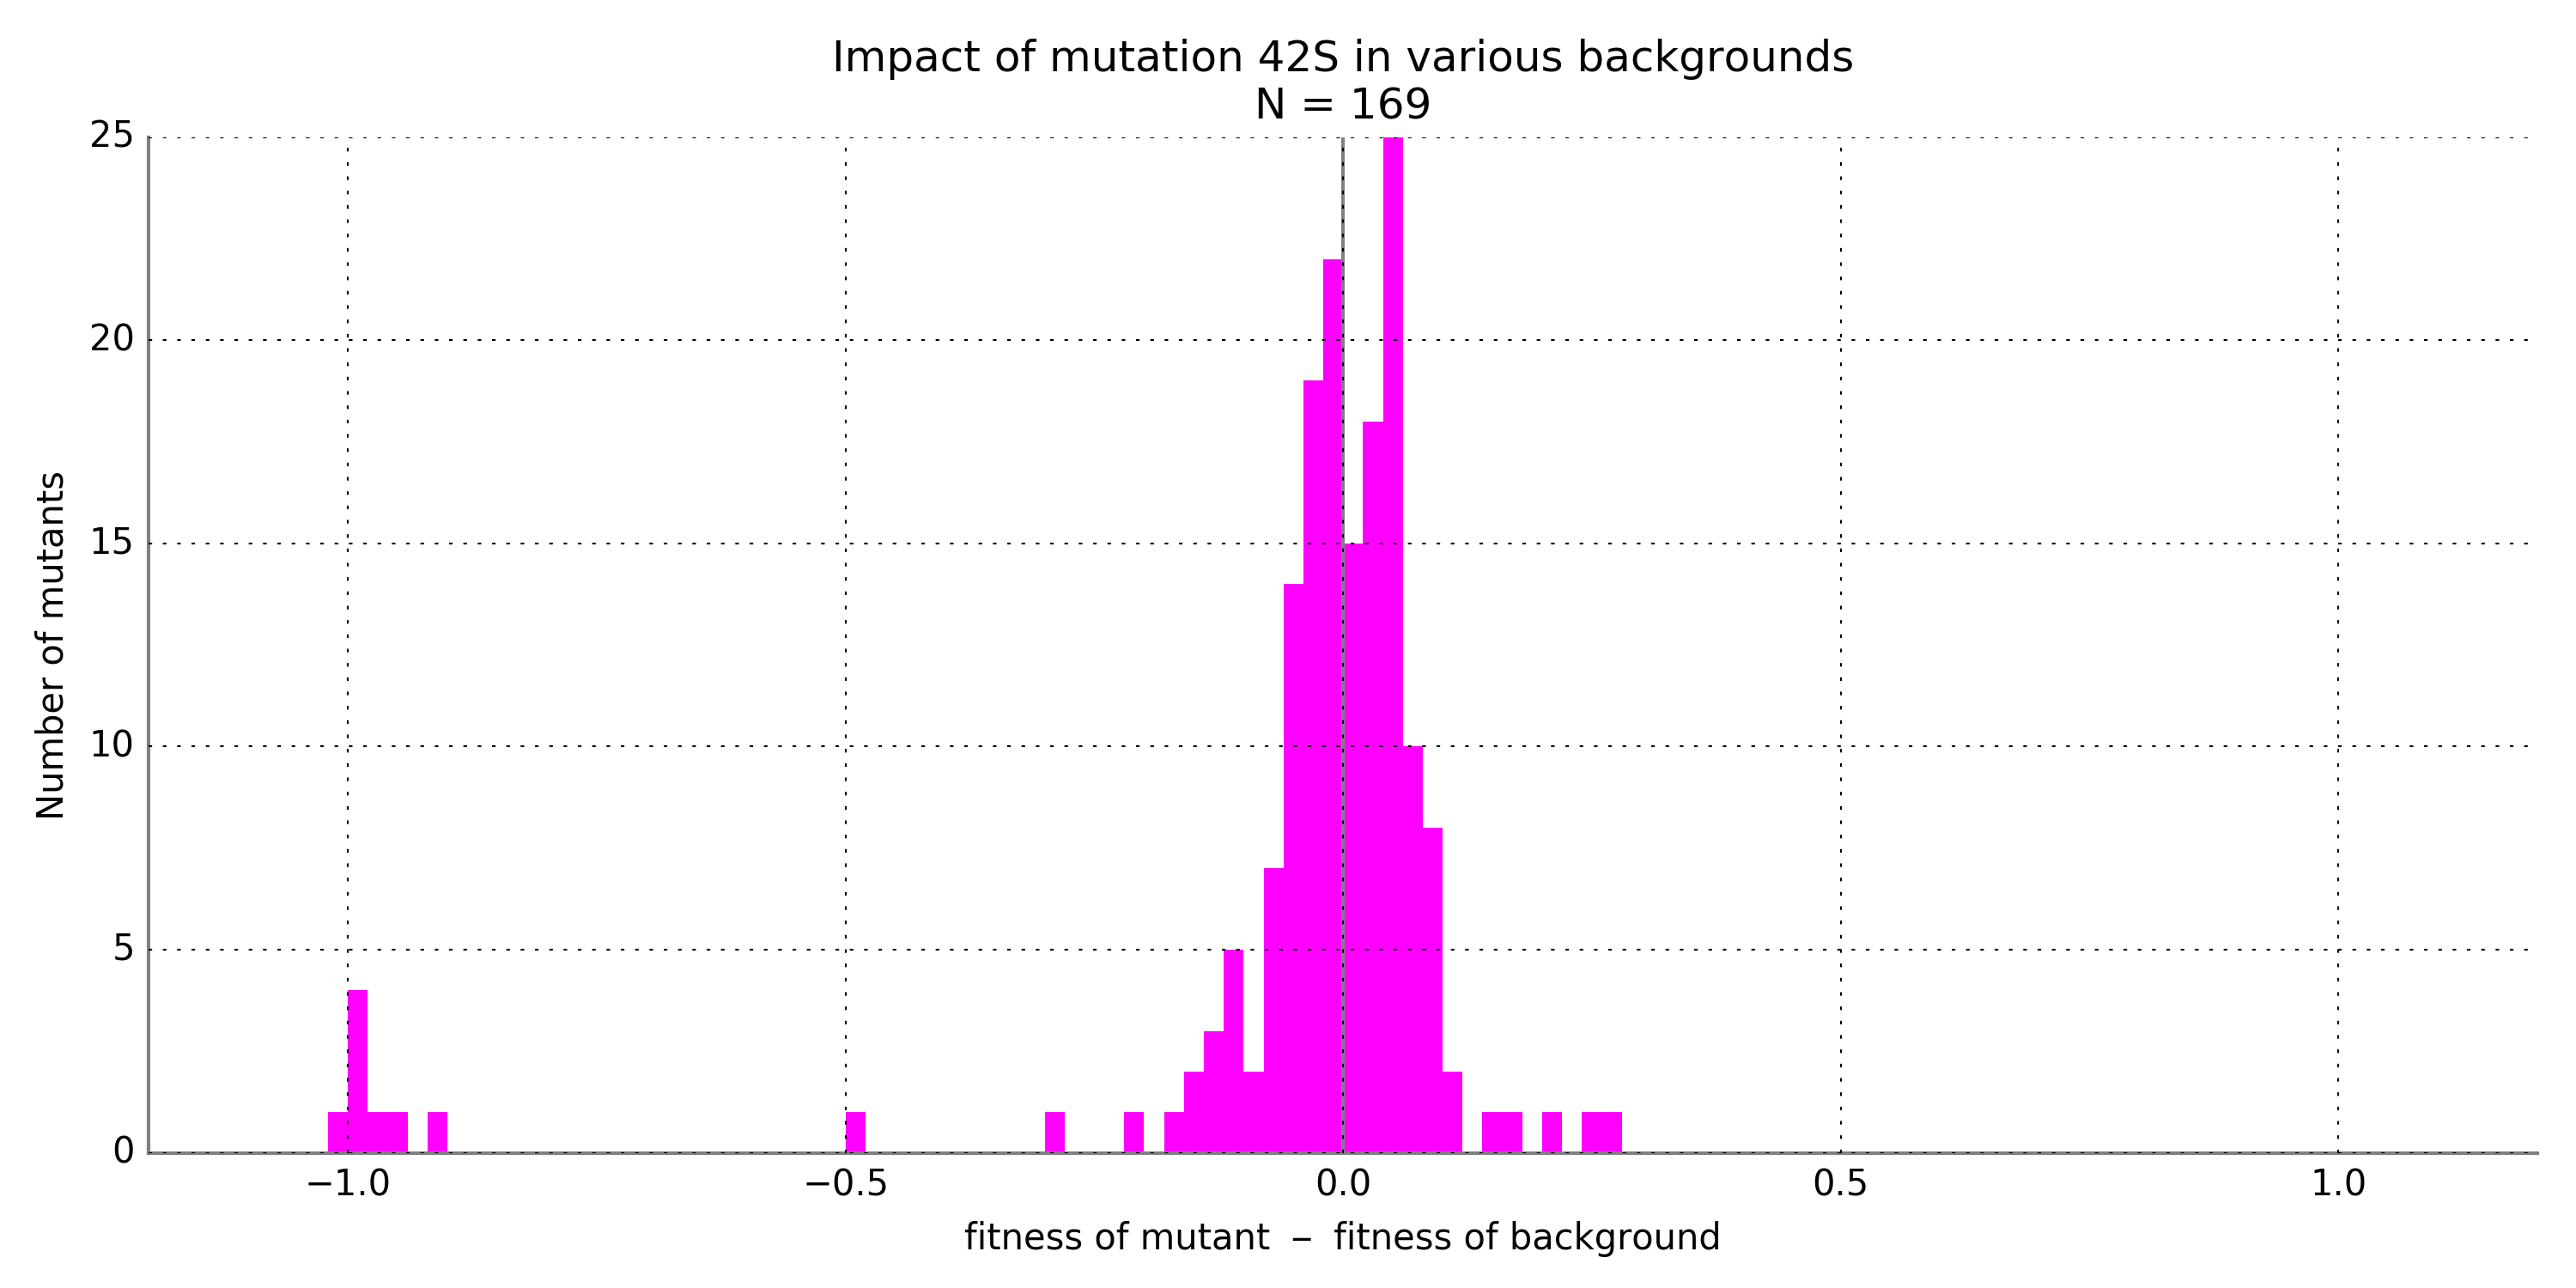 Impact of mutation 42S in various backgrounds
N = 169
25
20
15
10
5
0
Number of mutants
−1.0 −0.5 0.0 0.5 1.0
fitness of mutant – fitness of background